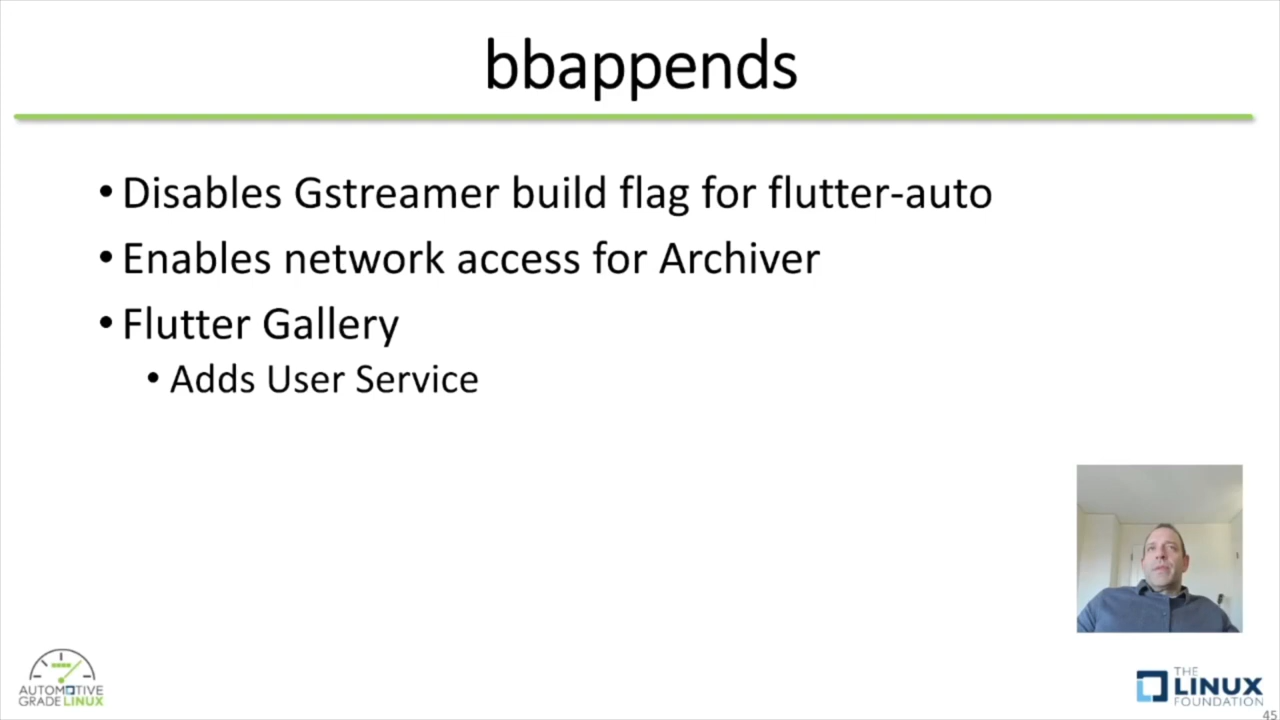 bbappends
• Disables Gstreamer build flag for flutter-auto
• Enables network access for Archiver
• Flutter Gallery
• Adds User Service
AUTOMOTIVE
GRADE LINUX
THE
LINUX
FOUNDATION
45